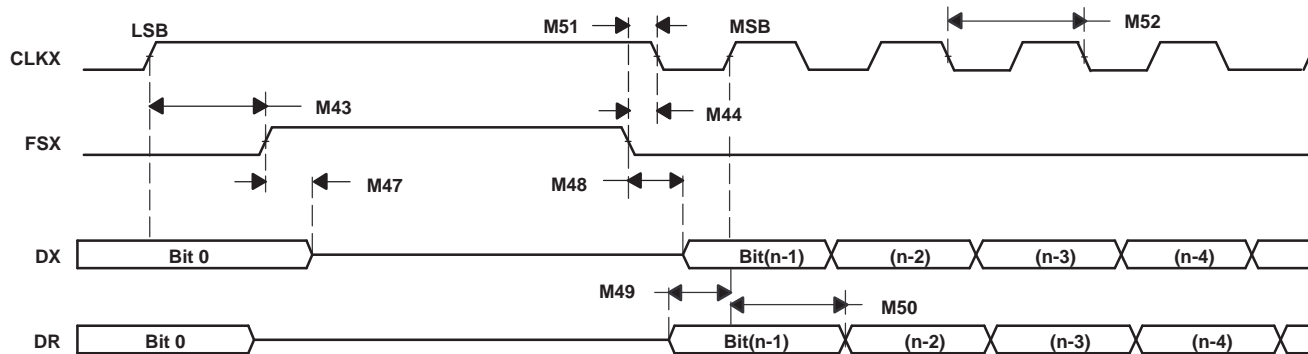 LSB
M51
MSB
M52
CLKX
M43
M44
FSX
M47
M48
DX
Bit 0
Bit(n-1)
(n-2)
(n-3)
(n-4)
M49
M50
DR
Bit 0
Bit(n-1)
(n-2)
(n-3)
(n-4)